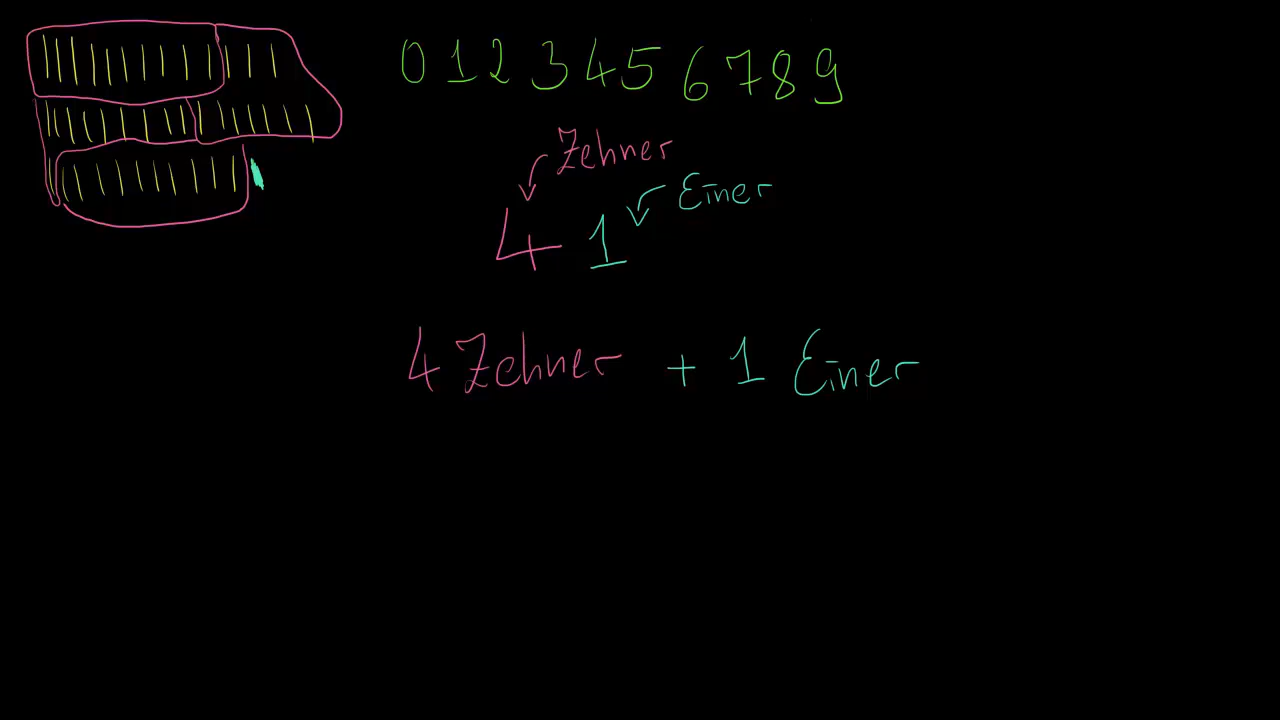 0 1 2 3 4 5 6 7 8 9
Zehner
Einer
4 1
4 Zehner + 1 Einer